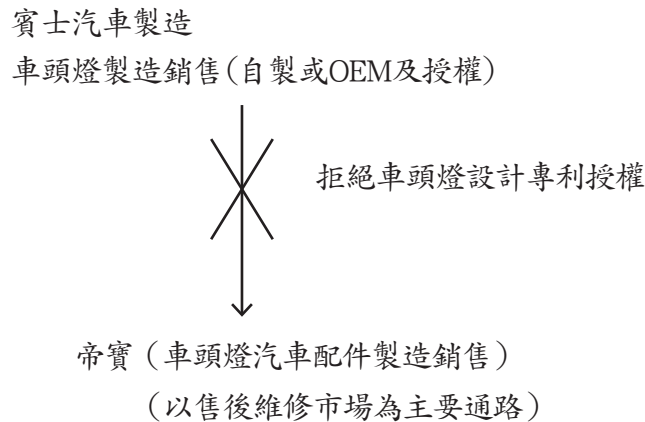 賓士汽車製造
車頭燈製造銷售(自製或OEM及授權)
拒絕車頭燈設計專利授權
帝寶（車頭燈汽車配件製造銷售）
（以售後維修市場為主要通路）